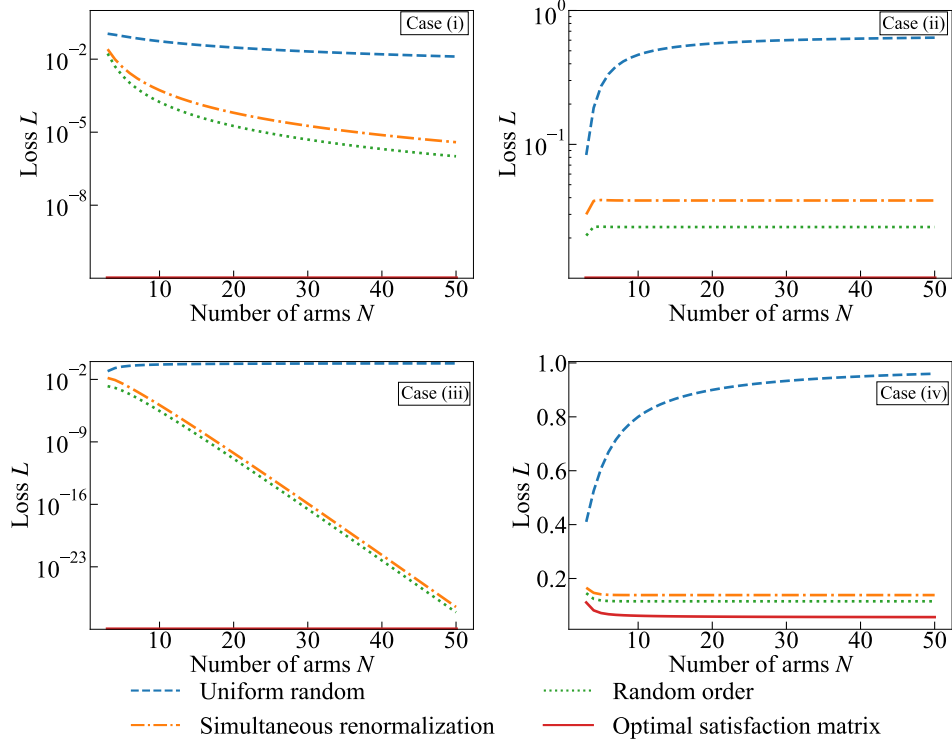 Case (i)
Loss L
10⁻²
10⁻⁵
10⁻⁸
10 20 30 40 50
Number of arms N
Case (ii)
Loss L
10⁰
10⁻¹
10 20 30 40 50
Number of arms N
Case (iii)
Loss L
10⁻²
10⁻⁹
10⁻¹⁶
10⁻²³
10 20 30 40 50
Number of arms N
Case (iv)
Loss L
1.0
0.8
0.6
0.4
0.2
10 20 30 40 50
Number of arms N
Uniform random
Simultaneous renormalization
Random order
Optimal satisfaction matrix